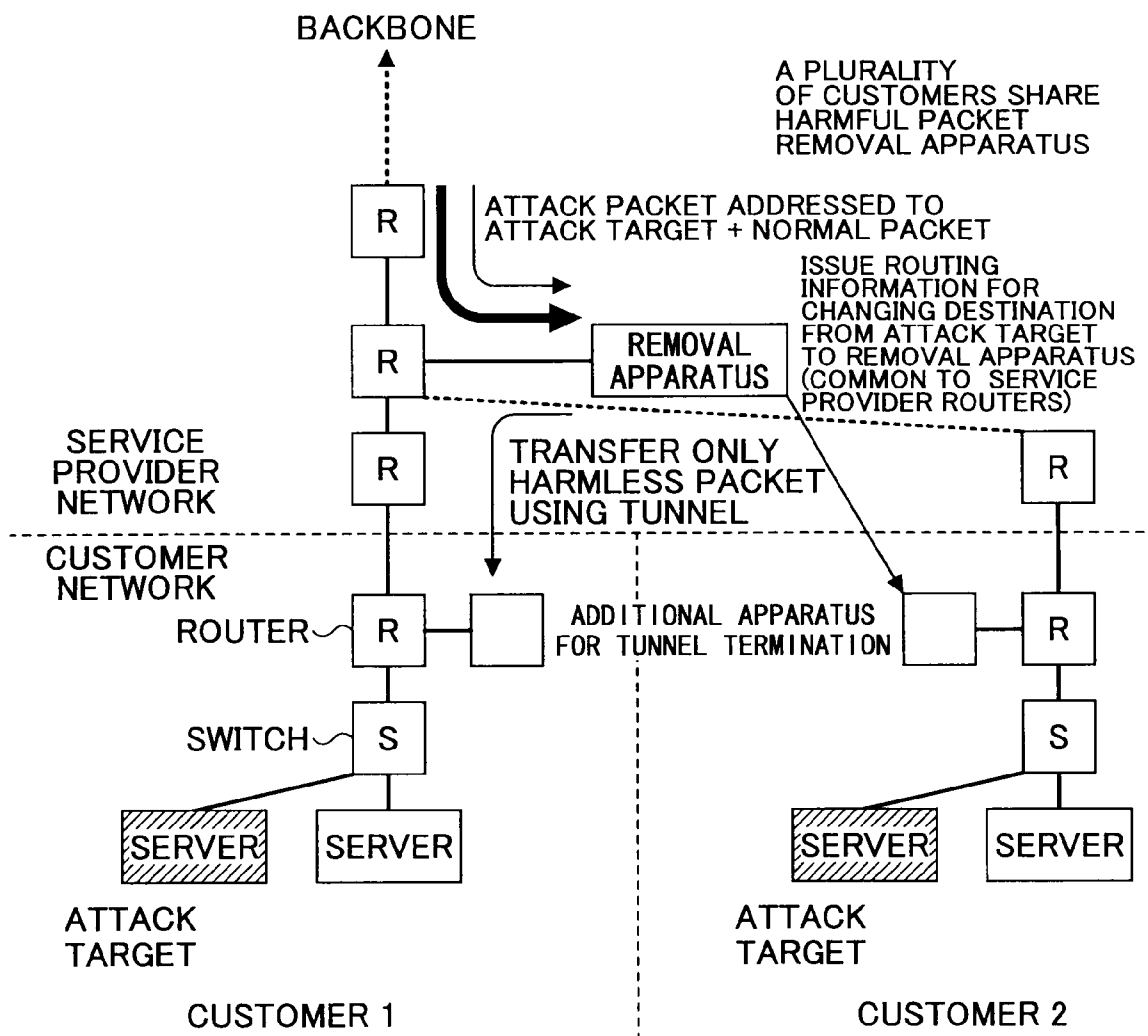 BACKBONE
A PLURALITY
OF CUSTOMERS SHARE
HARMFUL PACKET
REMOVAL APPARATUS
R
ATTACK PACKET ADDRESSED TO
ATTACK TARGET + NORMAL PACKET
ISSUE ROUTING
INFORMATION FOR
CHANGING DESTINATION
FROM ATTACK TARGET
TO REMOVAL APPARATUS
(COMMON TO SERVICE
PROVIDER ROUTERS)
R
REMOVAL
APPARATUS
SERVICE
PROVIDER
NETWORK
R
TRANSFER ONLY
HARMLESS PACKET
USING TUNNEL
R
CUSTOMER
NETWORK
ROUTER
R
ADDITIONAL APPARATUS
FOR TUNNEL TERMINATION
R
SWITCH
S
S
SERVER
SERVER
SERVER
SERVER
ATTACK
TARGET
ATTACK
TARGET
CUSTOMER 1
CUSTOMER 2